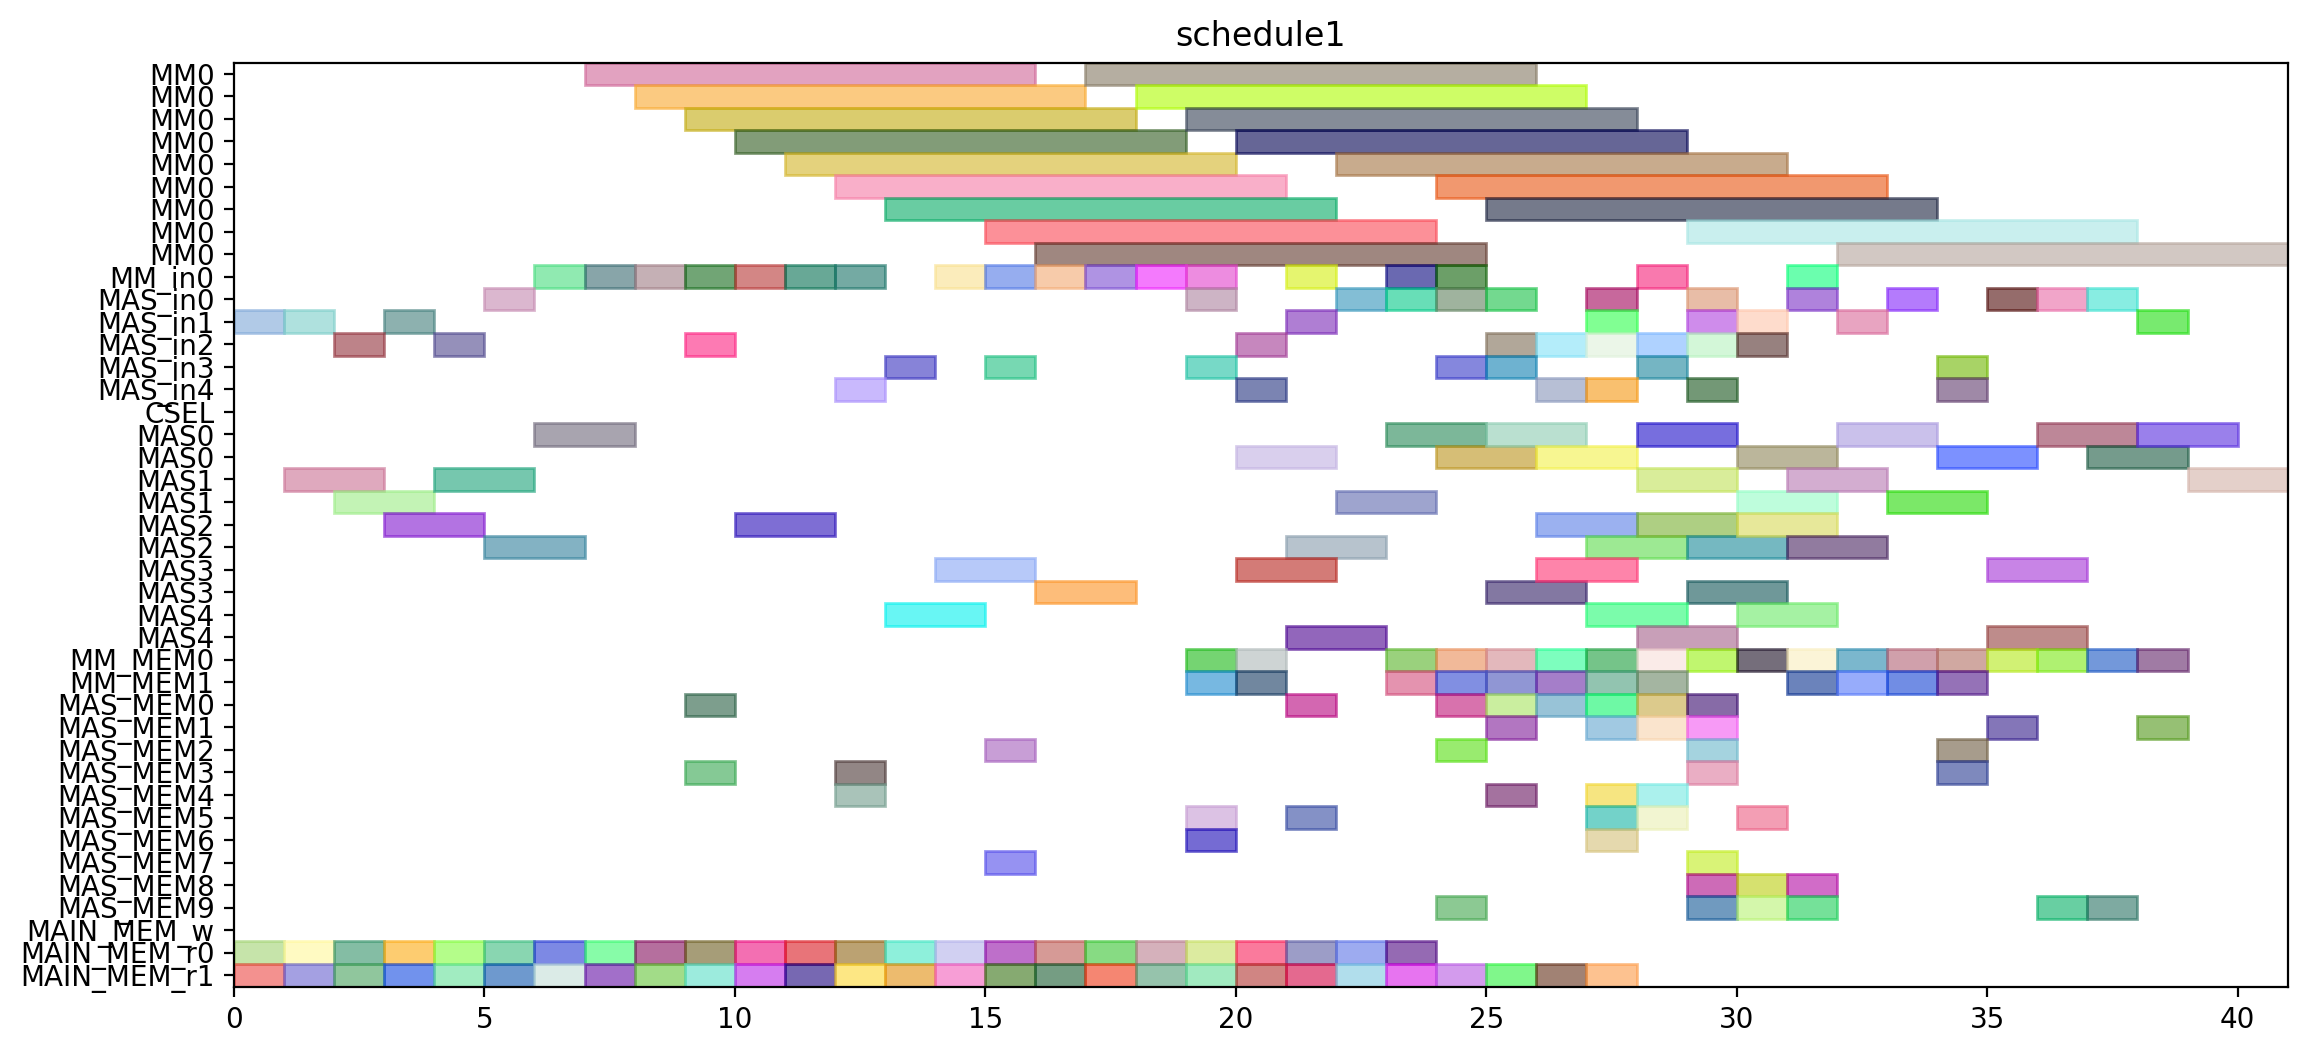 schedule1
MM0
MM0
MM0
MM0
MM0
MM0
MM0
MM0
MM0
MM_in0
MAS_in0
MAS_in1
MAS_in2
MAS_in3
MAS_in4
CSEL
MAS0
MAS0
MAS1
MAS1
MAS2
MAS2
MAS3
MAS3
MAS4
MAS4
MM_MEM0
MM_MEM1
MAS_MEM0
MAS_MEM1
MAS_MEM2
MAS_MEM3
MAS_MEM4
MAS_MEM5
MAS_MEM6
MAS_MEM7
MAS_MEM8
MAS_MEM9
MAIN_MEM_w
MAIN_MEM_r0
MAIN_MEM_r1
0 5 10 15 20 25 30 35 40